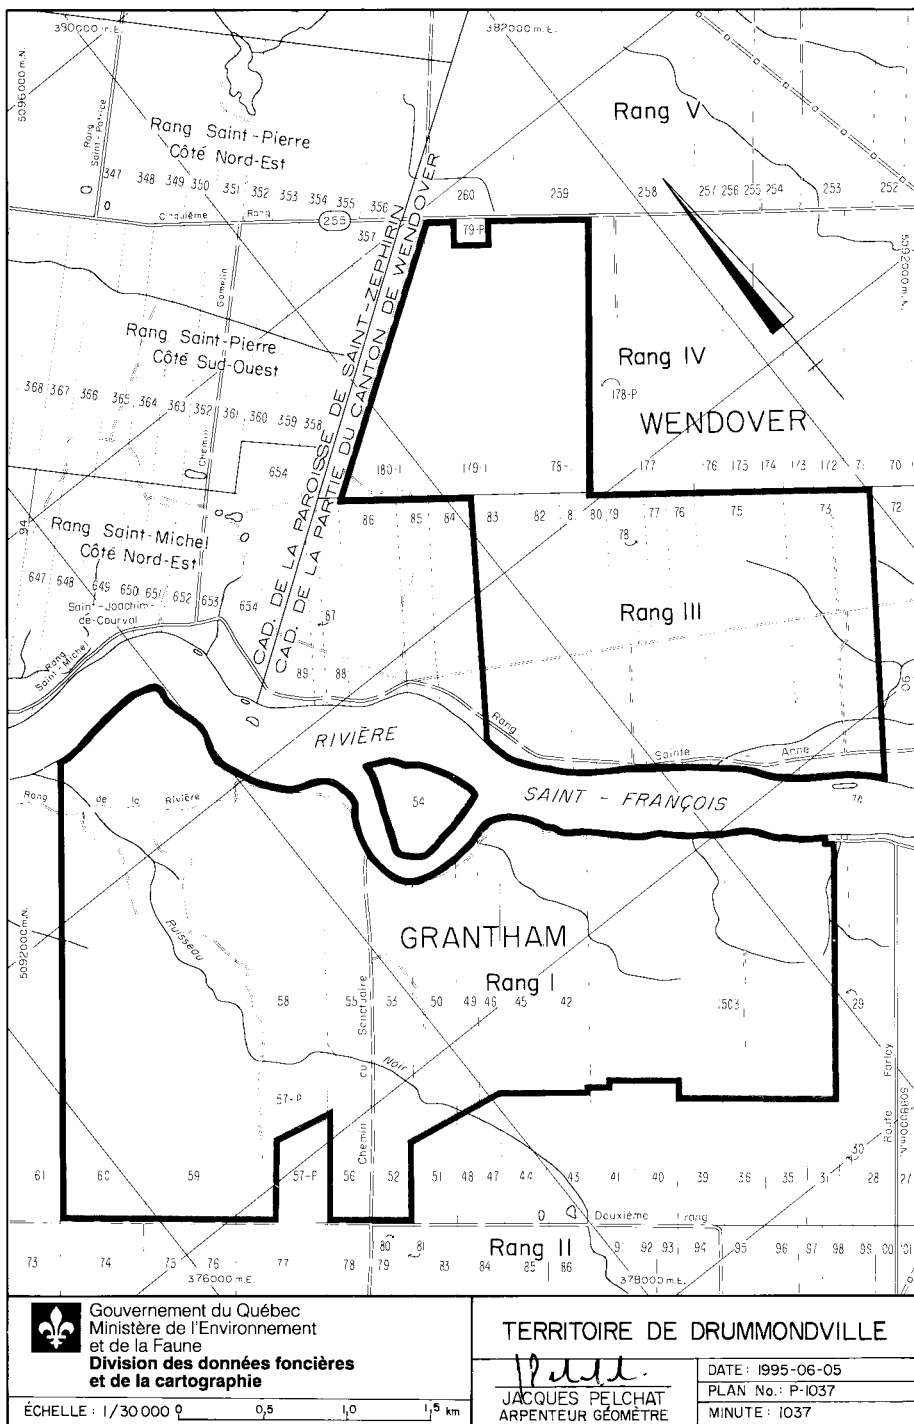 380000 m.E.
382000 m.E.
5096000 m.N.
Rang V
Rang
Saint-Patrice
Rang Saint-Pierre
Côté Nord-Est
347 348 349 350 351 352 353 354 355 356
260 259 258 257 256 255 254 253 252
Cinquième Rang
255
357
79-P
5092000 m.N.
CAD. DE LA PAROISSE DE SAINT-ZÉPHIRIN
CAD. DE LA PARTIE DU CANTON DE WENDOVER
Gamelin
Chemin
Rang Saint-Pierre
Côté Sud-Ouest
Rang IV
178-P
WENDOVER
368 367 366 365 364 363 362 361 360 359 358
654
180-1 179-1 78- 177 176 175 174 173 172 70
94
86 85 84 83 82 80 79 77 76 75 73 72
78
Rang Saint-Michel
Côté Nord-Est
647 648 649 650 651 652 653 654
Saint-Joachim-
de-Courval
87
Rang III
Rang
Saint-Michel
89 88
90
Rang Sainte Anne
RIVIÈRE
SAINT-FRANÇOIS
54
74
Rang de la Rivière
5092000 m.N.
Ruisseau
GRANTHAM
Rang I
58 55 53 50 49 46 45 42 503 29
Chemin du Sanctuaire
Noir
Route Farley
5088000 m.N.
57-P
30
61 60 59 57-P 56 52 51 48 47 44 43 41 40 39 36 35 31 28 27
Deuxième rang
80 81
Rang II
73 74 75 76 77 78 79 83 84 85 86 92 93 94 95 96 97 98 99
376000 m.E.
378000 m.E.
Gouvernement du Québec
Ministère de l'Environnement
et de la Faune
Division des données foncières
et de la cartographie
ÉCHELLE : 1/30 000 0 0,5 1,0 1,5 km
TERRITOIRE DE DRUMMONDVILLE
JACQUES PELCHAT
ARPENTEUR GÉOMÈTRE
DATE: 1995-06-05
PLAN No.: P-1037
MINUTE: 1037